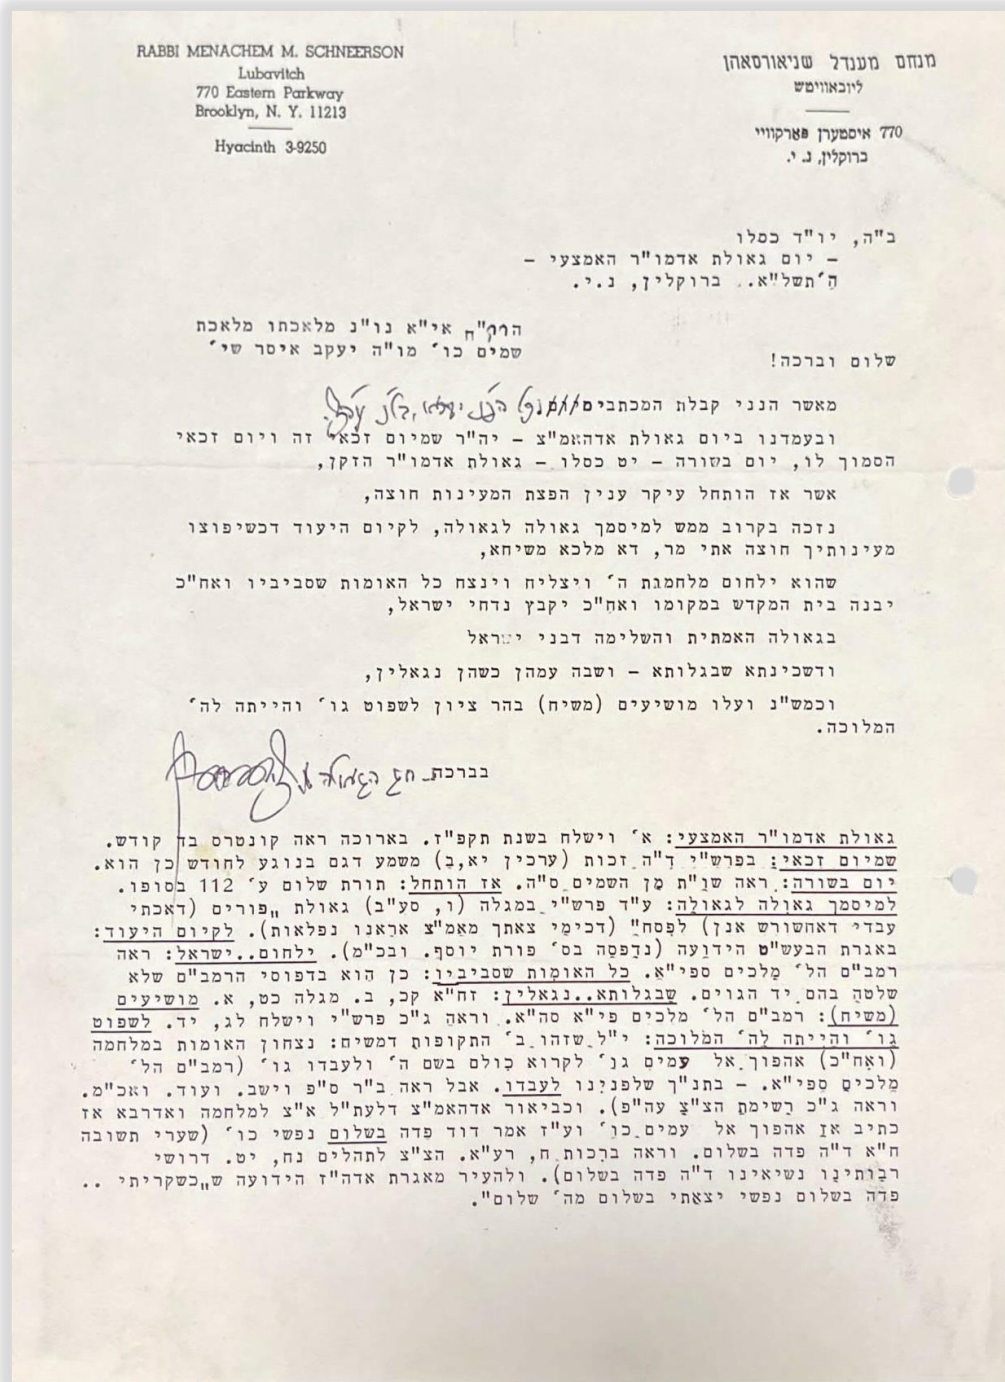 RABBI MENACHEM M. SCHNEERSON
Lubavitch
770 Eastern Parkway
Brooklyn, N. Y. 11213
Hyacinth 3-9250
מנחם מענדל שניאורסאהן
ליובאוויטש
770 איסטערן פארקוויי
ברוקלין, נ. י.
ב"ה, יו"ד כסלו
- יום גאולת אדמו"ר האמצעי -
ה'תשל"א. ברוקלין, נ.י.
הוו"ח אי"א נו"נ מלאכתו מלאכת
שמים כו' מו"ה יעקב איסר שי'
שלום וברכה!
מאשר הנני קבלת המכתבים
ובעמדנו ביום גאולת אדהאמ"צ - יה"ר שמיום זכאי זה ויום זכאי
הסמוך לו, יום בשורה - יט כסלו - גאולת אדמו"ר הזקן,
אשר אז הותחל עיקר ענין הפצת המעינות חוצה,
נזכה בקרוב ממש למיסמך גאולה לגאולה, לקיום היעוד דכשיפוצו
מעינותיך חוצה אתי מר, דא מלכא משיחא,
שהוא ילחום מלחמת ה' ויצליח וינצח כל האומות שסביביו ואח"כ
יבנה בית המקדש במקומו ואח"כ יקבץ נדחי ישראל,
בגאולה האמתית והשלימה דבני ישראל
ודשכינתא שבגלותא - ושבה עמהן כשהן נגאלין,
וכמש"נ ועלו מושיעים (משיח) בהר ציון לשפוט גו' והייתה לה'
המלוכה.
בברכת חג הגאולה
גאולת אדמו"ר האמצעי: א' וישלח בשנת תקפ"ז. בארוכה ראה קונטרס בד קודש.
שמיום זכאי: בפרש"י ד"ה זכות (ערכין יא,ב) משמע דגם בנוגע לחודש כן הוא.
יום בשורה: ראה שו"ת מן השמים ס"ה. אז הותחל: תורת שלום ע' 112 בסופו.
למיסמך גאולה לגאולה: ע"ד פרש"י במגלה (ו, סע"ב) גאולת „פורים (דאכתי
עבדי דאחשורש אנן) לפסח" (דכימי צאתך מאמ"צ אראנו נפלאות). לקיום היעוד:
באגרת הבעש"ט הידועה (נדפסה בס' פורת יוסף. ובכ"מ). ילחום..ישראל: ראה
רמב"ם הל' מלכים ספי"א. כל האומות שסביביו: כן הוא בדפוסי הרמב"ם שלא
שלטה בהם יד הגוים. שבגלותא..נגאלין: זח"א קכ, ב. מגלה כט, א. מושיעים
(משיח): רמב"ם הל' מלכים פי"א סה"א. וראה ג"כ פרש"י וישלח לג, יד. לשפוט
גו' והייתה לה' המלוכה: י"ל שזהו ב' התקופות דמשיח: נצחון האומות במלחמה
(ואח"כ) אהפוך אל עמים גו' לקרוא כולם בשם ה' ולעבדו גו' (רמב"ם הל'
מלכים ספי"א. - בתנ"ך שלפנינו לעבדו. אבל ראה ב"ר ס"פ וישב. ועוד. ואכ"מ.
וראה ג"כ רשימת הצ"צ עה"פ). וכביאור אדהאמ"צ דלעת"ל א"צ למלחמה ואדרבא אז
כתיב אז אהפוך אל עמים כו' וע"ז אמר דוד פדה בשלום נפשי כו' (שערי תשובה
ח"א ד"ה פדה בשלום. וראה ברכות ח, רע"א. הצ"צ לתהלים נח, יט. דרושי
רבותינו נשיאינו ד"ה פדה בשלום). ולהעיר מאגרת אדה"ז הידועה ש„כשקריתי ..
פדה בשלום נפשי יצאתי בשלום מה' שלום".